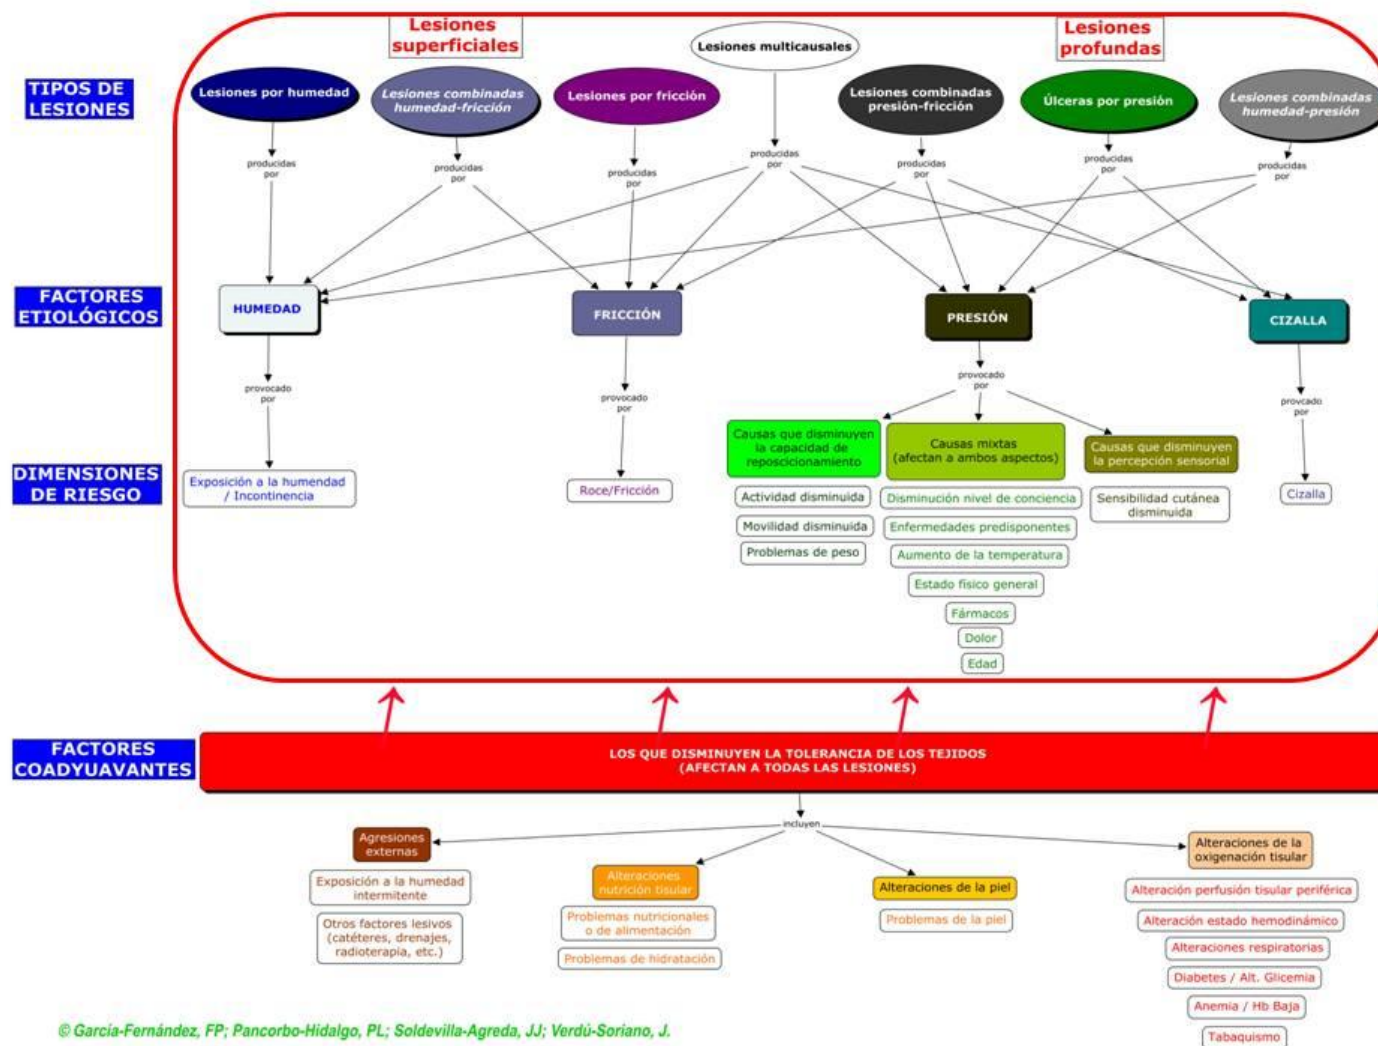 Lesiones
superficiales
Lesiones multicausales
Lesiones
profundas
TIPOS DE
LESIONES
Lesiones por humedad
Lesiones combinadas
humedad-fricción
Lesiones por fricción
Lesiones combinadas
presión-fricción
Úlceras por presión
Lesiones combinadas
humedad-presión
producidas
por
producidas
por
producidas
por
producidas
por
producidas
por
producidas
por
producidas
por
FACTORES
ETIOLÓGICOS
HUMEDAD
FRICCIÓN
PRESIÓN
CIZALLA
provocado
por
provocado
por
provocado
por
provcado
por
DIMENSIONES
DE RIESGO
Exposición a la humendad
/ Incontinencia
Roce/Fricción
Causas que disminuyen
la capacidad de
reposcicionamiento
Actividad disminuida
Movilidad disminuida
Problemas de peso
Causas mixtas
(afectan a ambos aspectos)
Disminución nivel de conciencia
Enfermedades predisponentes
Aumento de la temperatura
Estado físico general
Fármacos
Dolor
Edad
Causas que disminuyen
la percepción sensorial
Sensibilidad cutánea
disminuida
Cizalla
FACTORES
COADYUAVANTES
LOS QUE DISMINUYEN LA TOLERANCIA DE LOS TEJIDOS
(AFECTAN A TODAS LAS LESIONES)
incluyen
Agresiones
externas
Exposición a la humedad
intermitente
Otros factores lesivos
(catéteres, drenajes,
radioterapia, etc.)
Alteraciones
nutrición tisular
Problemas nutricionales
o de alimentación
Problemas de hidratación
Alteraciones de la piel
Problemas de la piel
Alteraciones de la
oxigenación tisular
Alteración perfusión tisular periférica
Alteración estado hemodinámico
Alteraciones respiratorias
Diabetes / Alt. Glicemia
Anemia / Hb Baja
Tabaquismo
© García-Fernández, FP; Pancorbo-Hidalgo, PL; Soldevilla-Agreda, JJ; Verdú-Soriano, J.